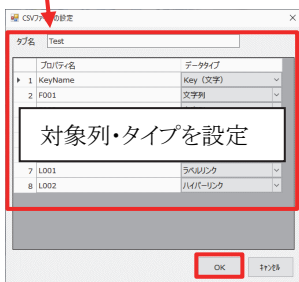 CSVファイルの設定
タブ名 Test
プロパティ名 データタイプ
1 KeyName Key (文字)
2 F001 文字列
対象列・タイプを設定
7 L001 ラベルリンク
8 L002 ハイパーリンク
OK キャンセル